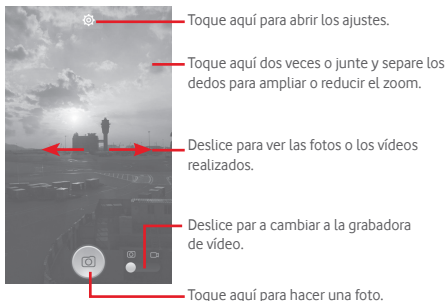 Toque aquí para abrir los ajustes.
Toque aquí dos veces o junte y separe los
dedos para ampliar o reducir el zoom.
Deslice para ver las fotos o los vídeos
realizados.
Deslice par a cambiar a la grabadora
de vídeo.
Toque aquí para hacer una foto.